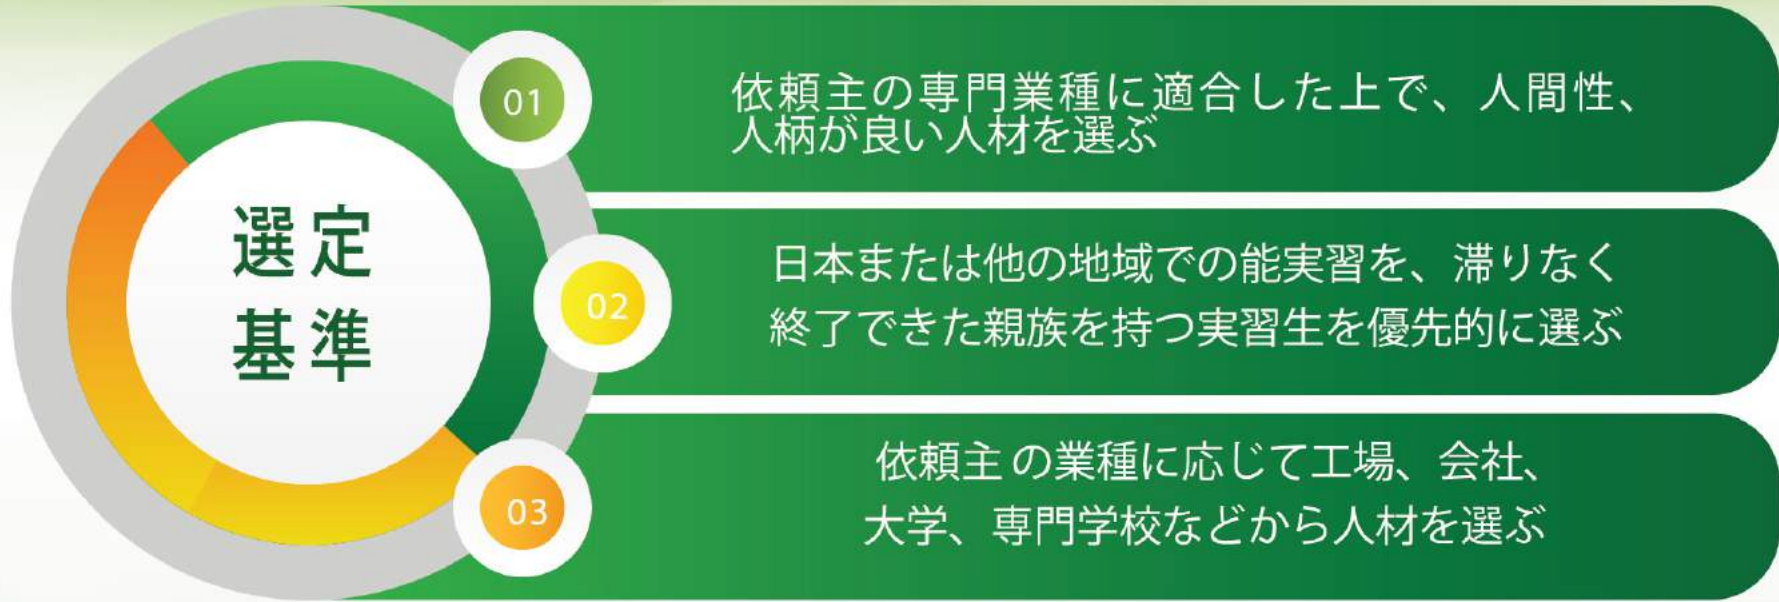 選定
基準
01
依頼主の専門業種に適合した上で、人間性、
人柄が良い人材を選ぶ
02
日本または他の地域での能実習を、滞りなく
終了できた親族を持つ実習生を優先的に選ぶ
03
依頼主の業種に応じて工場、会社、
大学、専門学校などから人材を選ぶ